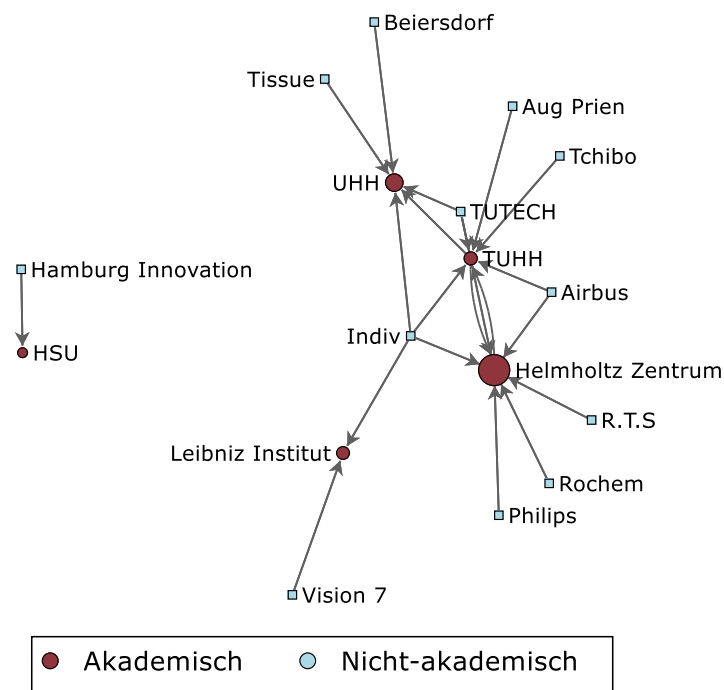 Beiersdorf
Tissue
Aug Prien
Tchibo
UHH
TUTECH
TUHH
Hamburg Innovation
Airbus
Indiv
HSU
Helmholtz Zentrum
R.T.S
Leibniz Institut
Rochem
Philips
Vision 7
Akademisch Nicht-akademisch